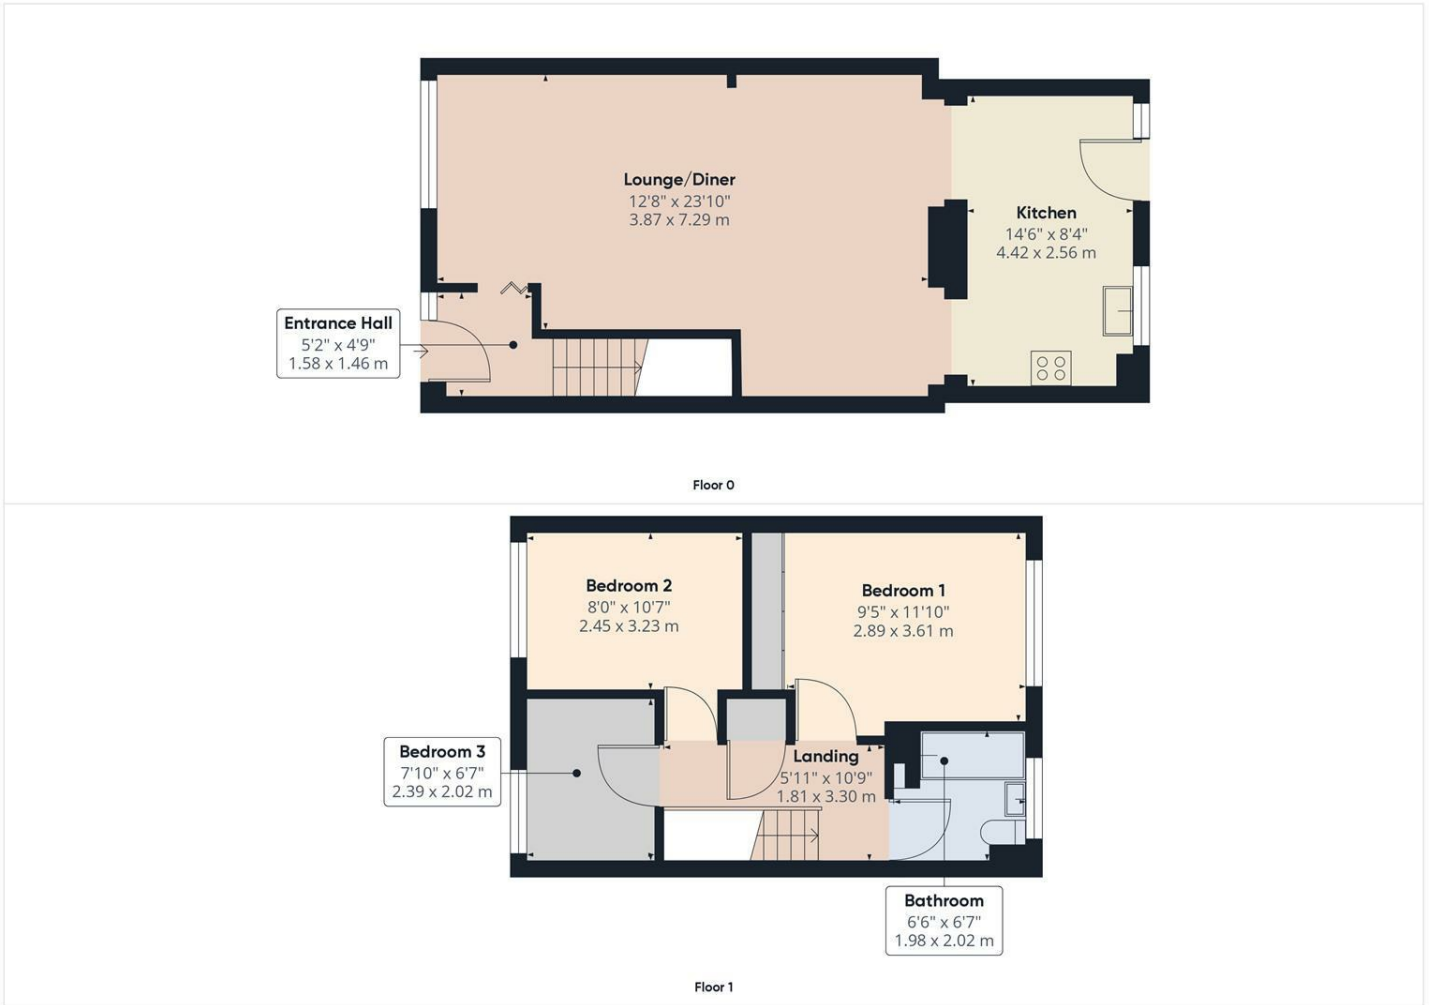 Lounge/Diner
12'8" x 23'10"
3.87 x 7.29 m
Kitchen
14'6" x 8'4"
4.42 x 2.56 m
Entrance Hall
5'2" x 4'9"
1.58 x 1.46 m
Floor 0
Bedroom 2
8'0" x 10'7"
2.45 x 3.23 m
Bedroom 1
9'5" x 11'10"
2.89 x 3.61 m
Bedroom 3
7'10" x 6'7"
2.39 x 2.02 m
Landing
5'11" x 10'9"
1.81 x 3.30 m
Bathroom
6'6" x 6'7"
1.98 x 2.02 m
Floor 1